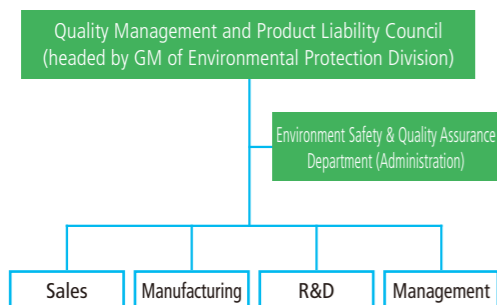 Quality Management and Product Liability Council
(headed by GM of Environmental Protection Division)
Environment Safety & Quality Assurance
Department (Administration)
Sales
Manufacturing
R&D
Management